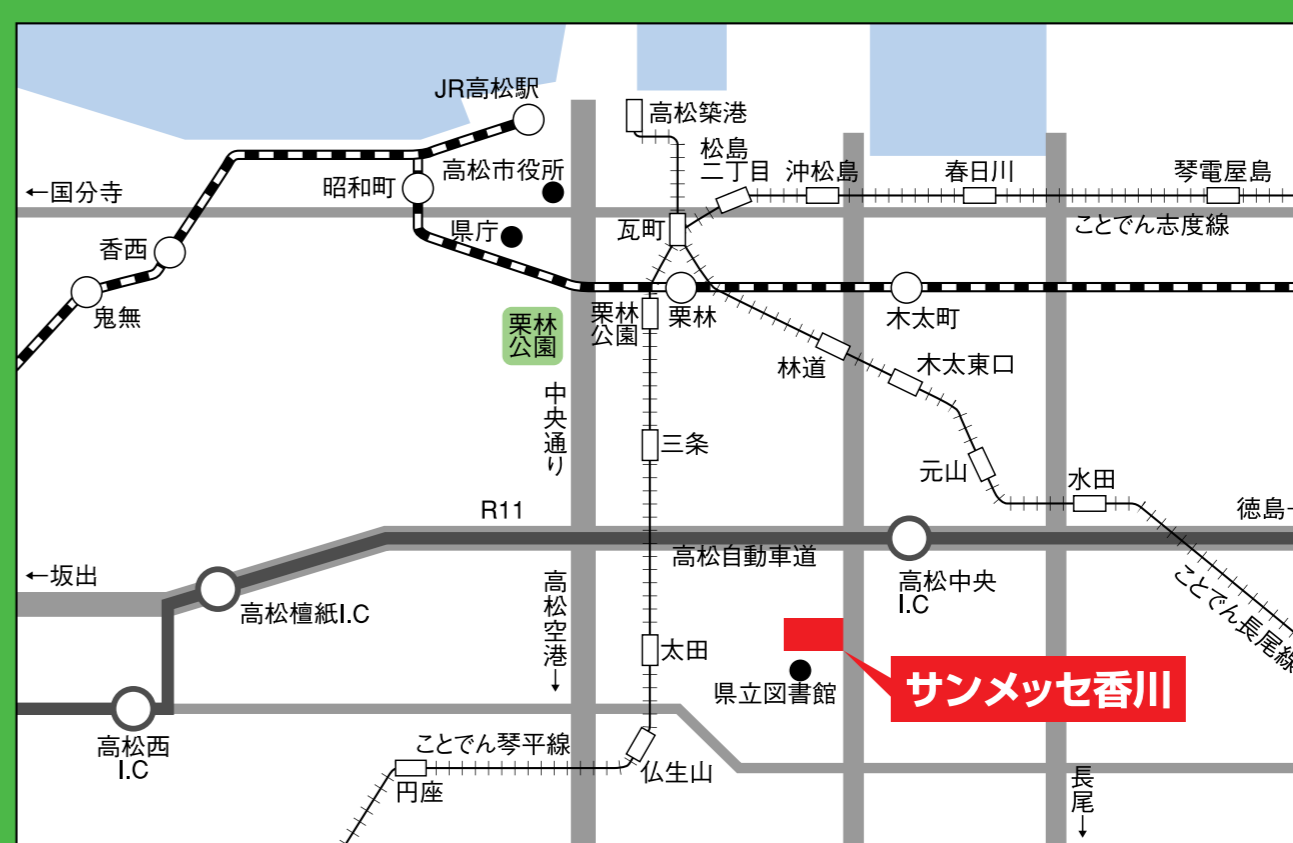 JR高松駅
高松築港
松島
二丁目
沖松島
春日川
琴電屋島
高松市役所
昭和町
←国分寺
県庁
瓦町
ことでん志度線
香西
鬼無
栗林
公園
栗林
公園
栗林
木太町
林道
木太東口
中央通り
三条
元山
水田
R11
徳島
高松自動車道
←坂出
高松檀紙I.C
高松空港↓
高松中央
I.C
ことでん長尾線
太田
県立図書館
サンメッセ香川
高松西
I.C
ことでん琴平線
円座
仏生山
長尾↓